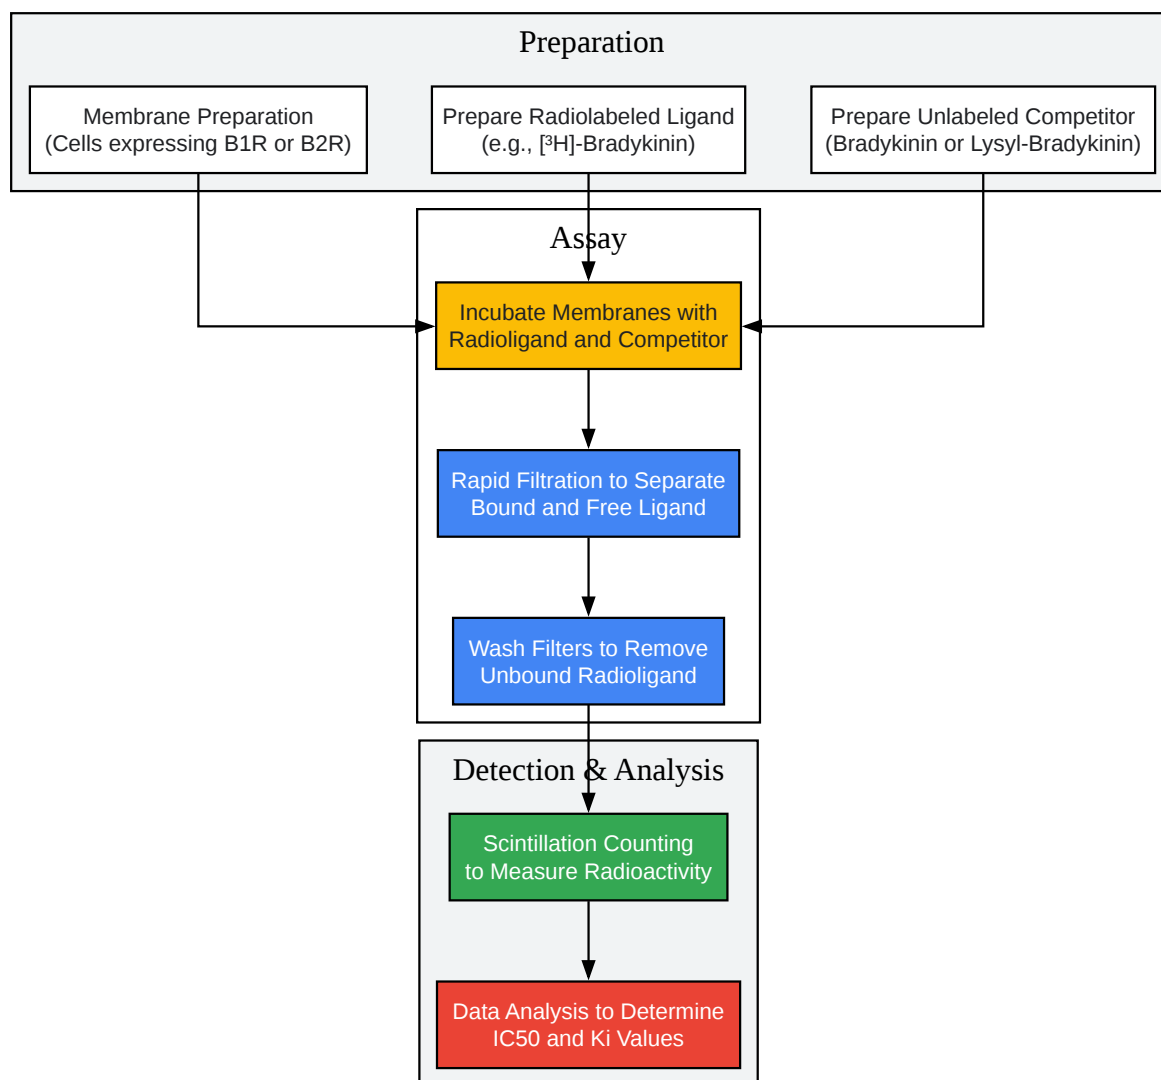 Preparation
Membrane Preparation
(Cells expressing B1R or B2R)
Prepare Radiolabeled Ligand
(e.g., [³H]-Bradykinin)
Prepare Unlabeled Competitor
(Bradykinin or Lysyl-Bradykinin)
Assay
Incubate Membranes with
Radioligand and Competitor
Rapid Filtration to Separate
Bound and Free Ligand
Wash Filters to Remove
Unbound Radioligand
Detection & Analysis
Scintillation Counting
to Measure Radioactivity
Data Analysis to Determine
IC50 and Ki Values